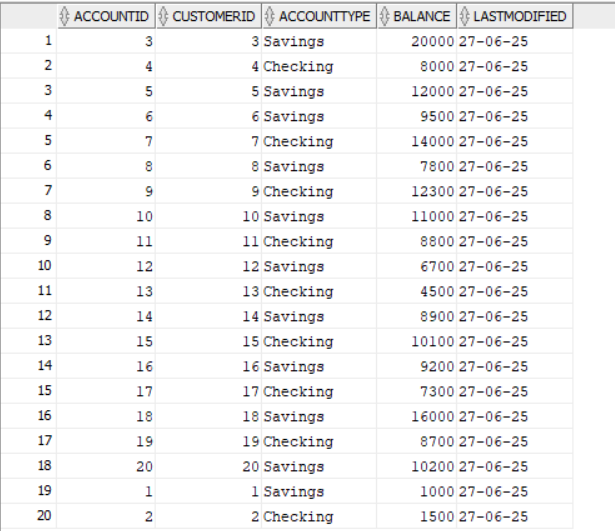 ACCOUNTID CUSTOMERID ACCOUNTTYPE BALANCE LASTMODIFIED
1 3 3 Savings 20000 27-06-25
2 4 4 Checking 8000 27-06-25
3 5 5 Savings 12000 27-06-25
4 6 6 Savings 9500 27-06-25
5 7 7 Checking 14000 27-06-25
6 8 8 Savings 7800 27-06-25
7 9 9 Checking 12300 27-06-25
8 10 10 Savings 11000 27-06-25
9 11 11 Checking 8800 27-06-25
10 12 12 Savings 6700 27-06-25
11 13 13 Checking 4500 27-06-25
12 14 14 Savings 8900 27-06-25
13 15 15 Checking 10100 27-06-25
14 16 16 Savings 9200 27-06-25
15 17 17 Checking 7300 27-06-25
16 18 18 Savings 16000 27-06-25
17 19 19 Checking 8700 27-06-25
18 20 20 Savings 10200 27-06-25
19 1 1 Savings 1000 27-06-25
20 2 2 Checking 1500 27-06-25